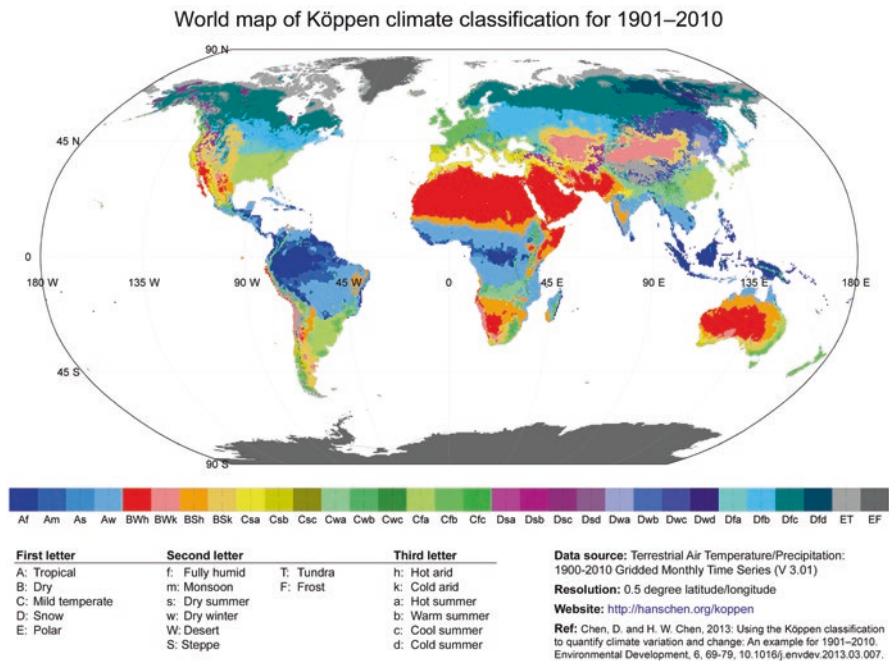 World map of Köppen climate classification for 1901–2010
90 N
45 N
0
180 W 135 W 90 W 45 W 0 45 E 90 E 135 E 180 E
45 S
90 S
Af Am As Aw BWh BWk BSh BSk Csa Csb Csc Cwa Cwb Cwc Cfa Cfb Cfc Dsa Dsb Dsc Dsd Dwa Dwb Dwc Dwd Dfa Dfb Dfc Dfd ET EF
First letter Second letter Third letter
A: Tropical f: Fully humid T: Tundra h: Hot arid
B: Dry m: Monsoon F: Frost k: Cold arid
C: Mild temperate s: Dry summer a: Hot summer
D: Snow w: Dry winter b: Warm summer
E: Polar W: Desert c: Cool summer
S: Steppe d: Cold summer
Data source: Terrestrial Air Temperature/Precipitation:
1900-2010 Gridded Monthly Time Series (V 3.01)
Resolution: 0.5 degree latitude/longitude
Website: http://hanschen.org/koppen
Ref: Chen, D. and H. W. Chen, 2013: Using the Köppen classification
to quantify climate variation and change: An example for 1901–2010.
Environmental Development, 6, 69-79, 10.1016/j.envdev.2013.03.007.